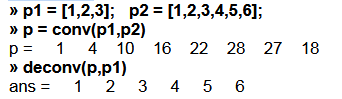 » p1 = [1,2,3];  p2 = [1,2,3,4,5,6];
» p = conv(p1,p2)
p =  1  4  10  16  22  28  27  18
» deconv(p,p1)
ans =  1  2  3  4  5  6